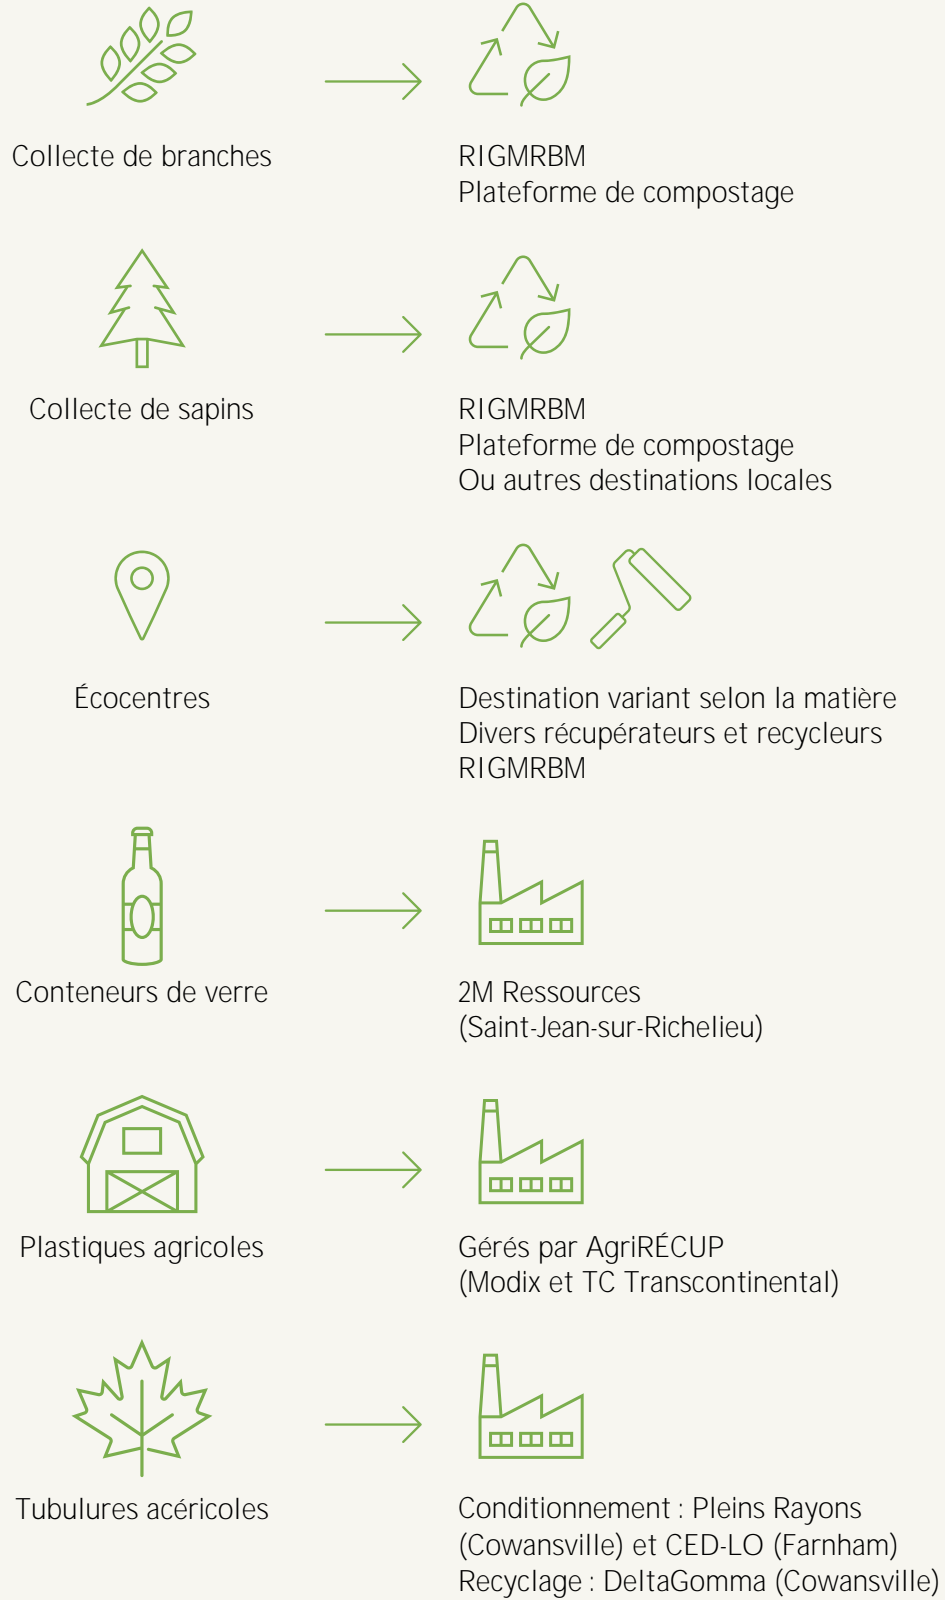 Collecte de branches
RIGMRBM
Plateforme de compostage
Collecte de sapins
RIGMRBM
Plateforme de compostage
Ou autres destinations locales
Écocentres
Destination variant selon la matière
Divers récupérateurs et recycleurs
RIGMRBM
Conteneurs de verre
2M Ressources
(Saint-Jean-sur-Richelieu)
Plastiques agricoles
Gérés par AgriRÉCUP
(Modix et TC Transcontinental)
Tubulures acéricoles
Conditionnement : Pleins Rayons
(Cowansville) et CED-LO (Farnham)
Recyclage : DeltaGomma (Cowansville)